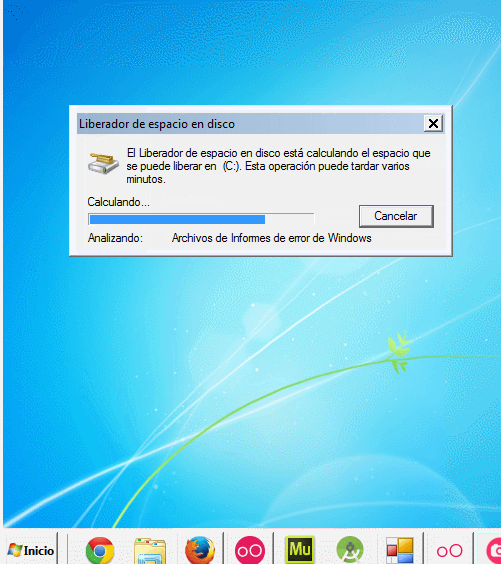 Liberador de espacio en disco
El Liberador de espacio en disco está calculando el espacio que
se puede liberar en (C:). Esta operación puede tardar varios
minutos.
Calculando...
Cancelar
Analizando: Archivos de Informes de error de Windows
Inicio
Mu